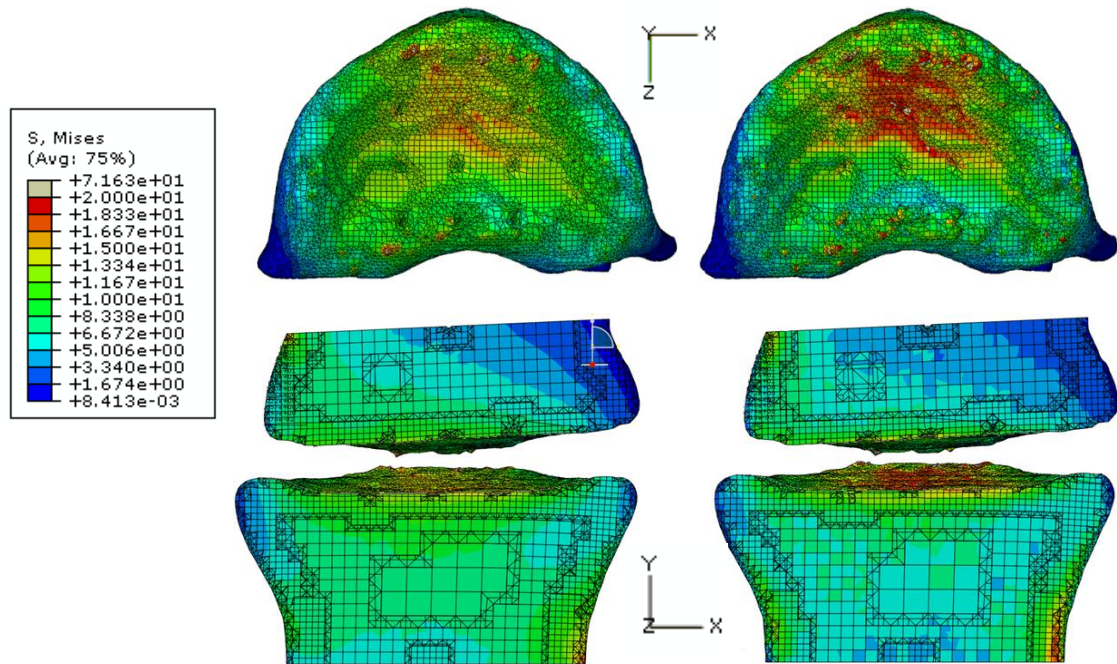 Y X
Z
S, Mises
(Avg: 75%)
+7.163e+01
+2.000e+01
+1.833e+01
+1.667e+01
+1.500e+01
+1.334e+01
+1.167e+01
+1.000e+01
+8.338e+00
+6.672e+00
+5.006e+00
+3.340e+00
+1.674e+00
+8.413e-03
Y
Z X